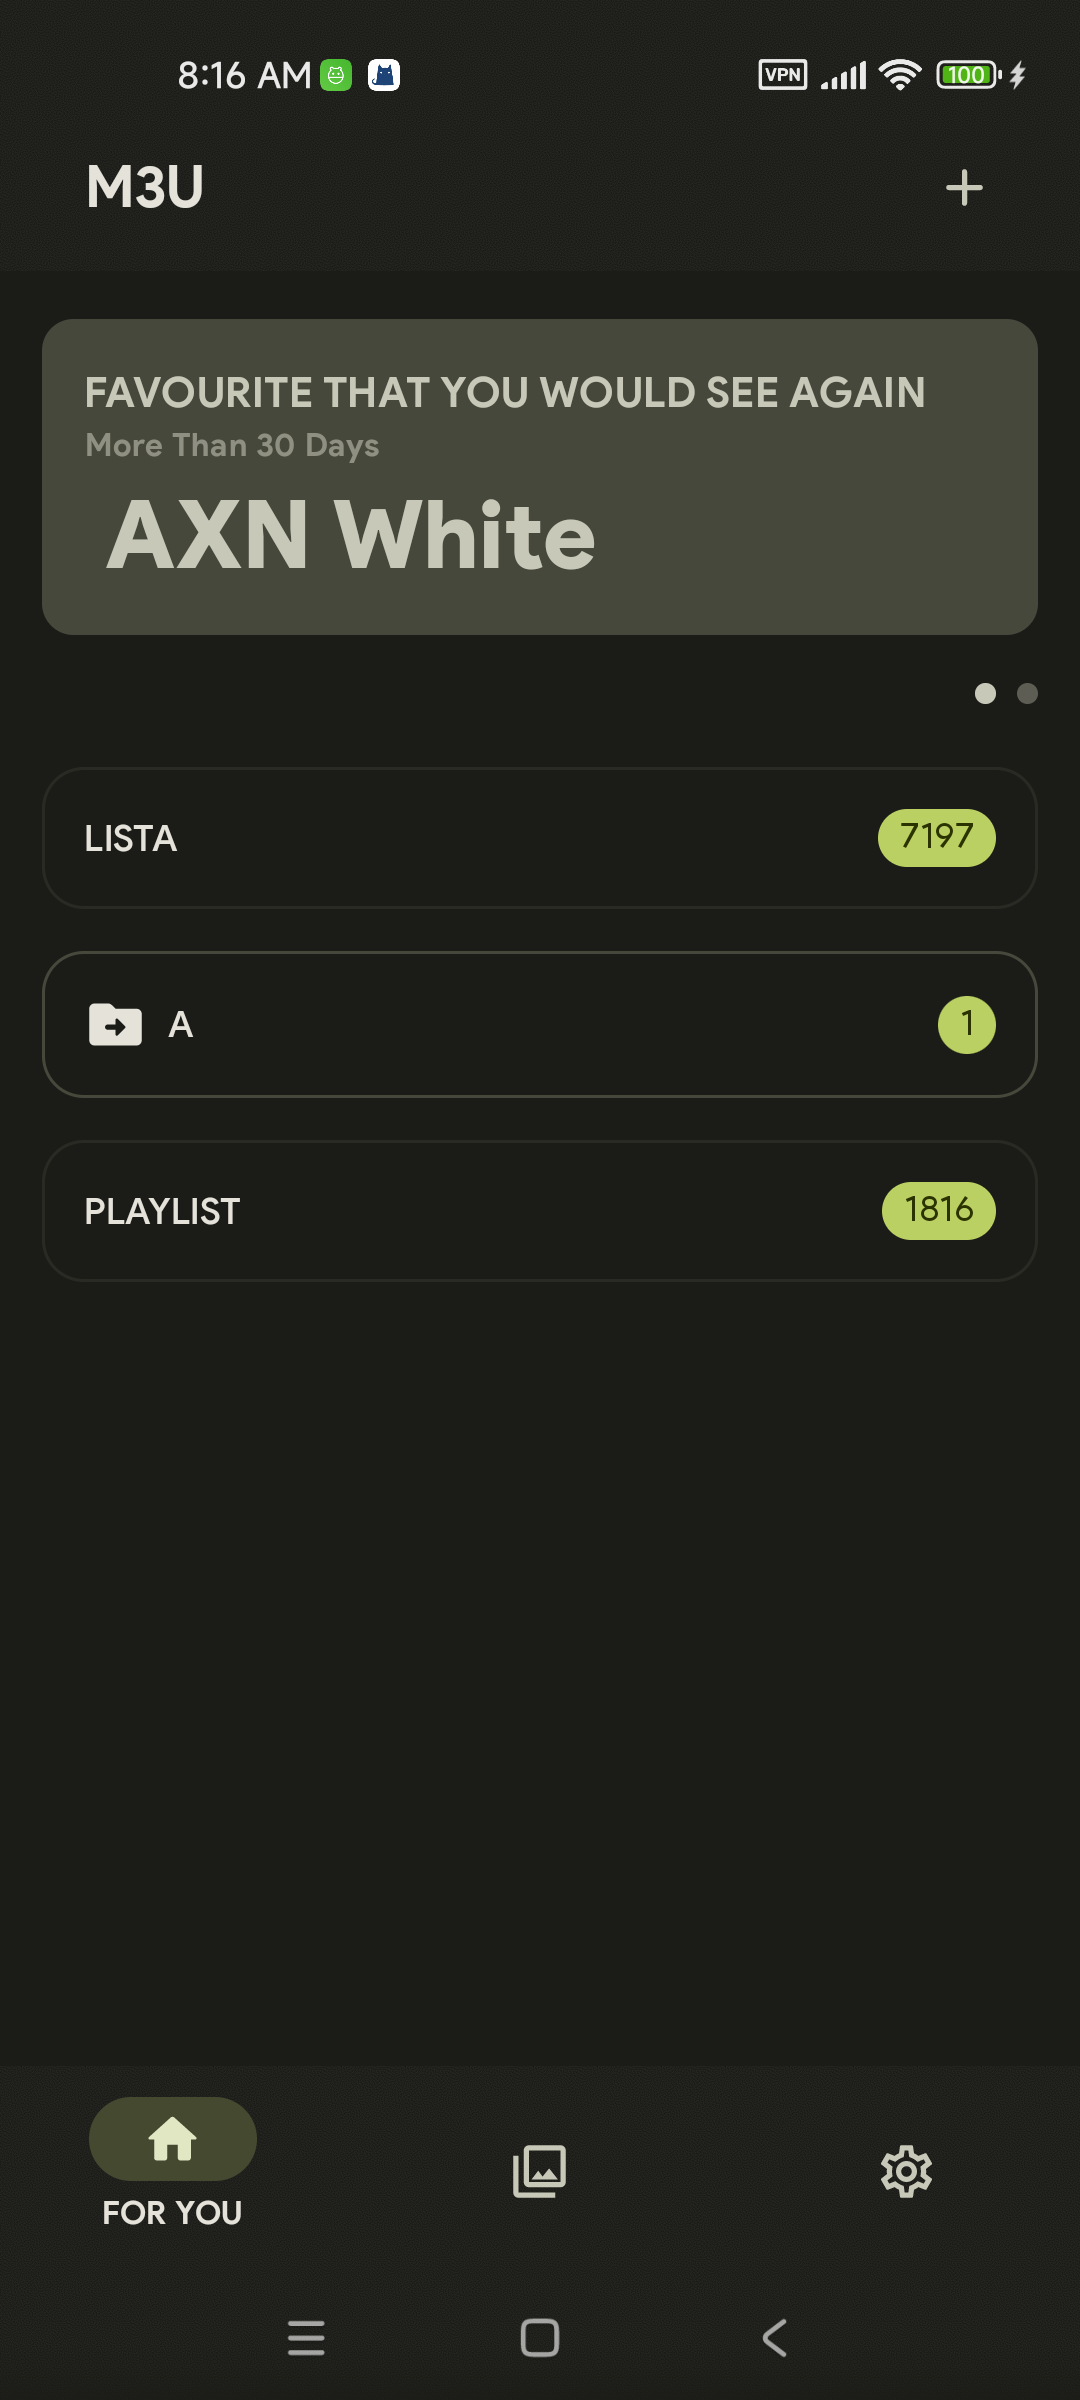 8:16 AM
VPN
100
M3U
FAVOURITE THAT YOU WOULD SEE AGAIN
More Than 30 Days
AXN White
LISTA
7197
A
1
PLAYLIST
1816
FOR YOU